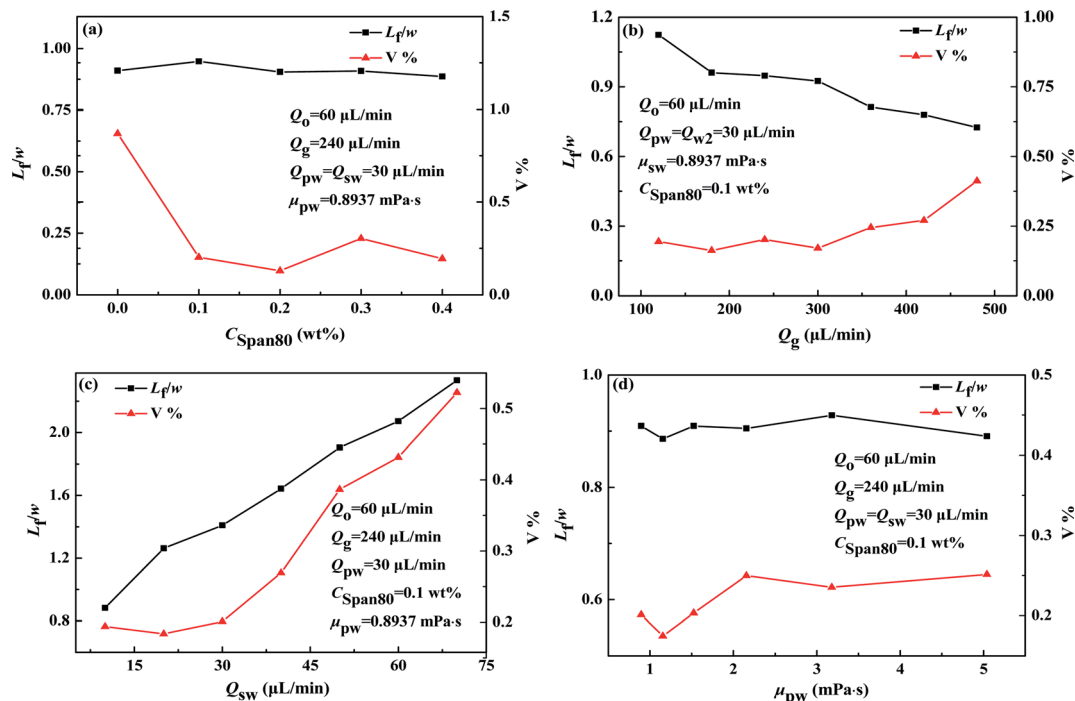 (a)
L_f/w
V %
Q_o=60 μL/min
Q_g=240 μL/min
Q_pw=Q_sw=30 μL/min
μ_pw=0.8937 mPa·s
1.00
0.75
0.50
0.25
0.00
L_f/w
1.5
1.0
0.5
0.0
V %
0.0 0.1 0.2 0.3 0.4
C_Span80 (wt%)
(b)
L_f/w
V %
Q_o=60 μL/min
Q_pw=Q_w2=30 μL/min
μ_sw=0.8937 mPa·s
C_Span80=0.1 wt%
1.2
0.9
0.6
0.3
0.0
L_f/w
1.00
0.75
0.50
0.25
0.00
V %
100 200 300 400 500
Q_g (μL/min)
(c)
L_f/w
V %
Q_o=60 μL/min
Q_g=240 μL/min
Q_pw=30 μL/min
C_Span80=0.1 wt%
μ_pw=0.8937 mPa·s
2.0
1.6
1.2
0.8
L_f/w
0.5
0.4
0.3
0.2
V %
15 30 45 60 75
Q_sw (μL/min)
(d)
L_f/w
V %
Q_o=60 μL/min
Q_g=240 μL/min
Q_pw=Q_sw=30 μL/min
C_Span80=0.1 wt%
1.0
0.8
0.6
L_f/w
0.5
0.4
0.3
0.2
V %
1 2 3 4 5
μ_pw (mPa·s)